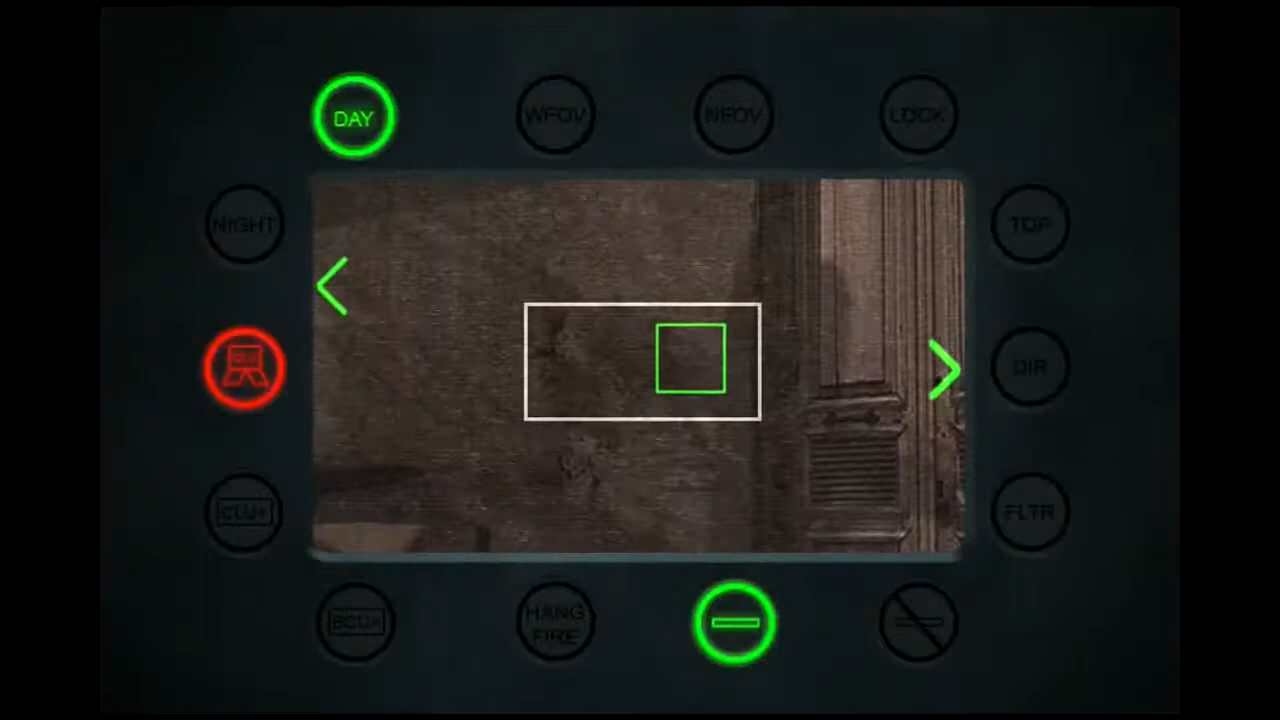 DAY
WFOV
NFOV
LOCK
NIGHT
TOP
DIR
CLU+
FLTR
BCU+
HANG
FIRE